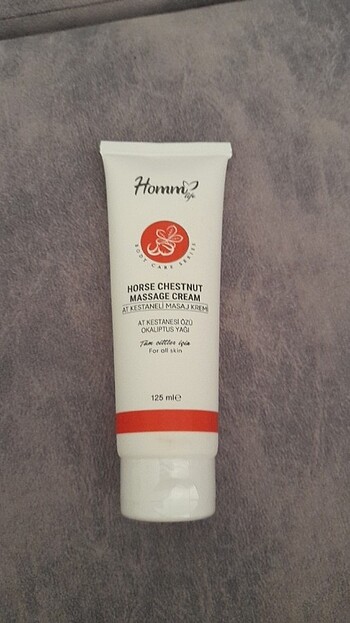 Homm
life
BODY CARE SERIES
HORSE CHESTNUT
MASSAGE CREAM
AT KESTANELİ MASAJ KREMİ
AT KESTANESİ ÖZÜ
OKALİPTUS YAĞI
Tüm ciltler için
For all skin
125 ml℮